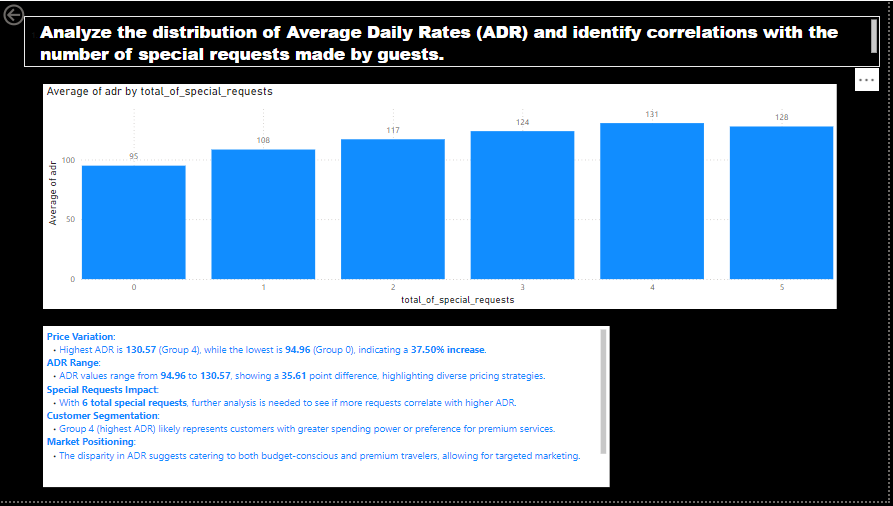 Analyze the distribution of Average Daily Rates (ADR) and identify correlations with the
number of special requests made by guests.
Average of adr by total_of_special_requests
Average of adr
100
50
0
95
108
117
124
131
128
0
1
2
3
4
5
total_of_special_requests
Price Variation:
• Highest ADR is 130.57 (Group 4), while the lowest is 94.96 (Group 0), indicating a 37.50% increase.
ADR Range:
• ADR values range from 94.96 to 130.57, showing a 35.61 point difference, highlighting diverse pricing strategies.
Special Requests Impact:
• With 6 total special requests, further analysis is needed to see if more requests correlate with higher ADR.
Customer Segmentation:
• Group 4 (highest ADR) likely represents customers with greater spending power or preference for premium services.
Market Positioning:
• The disparity in ADR suggests catering to both budget-conscious and premium travelers, allowing for targeted marketing.